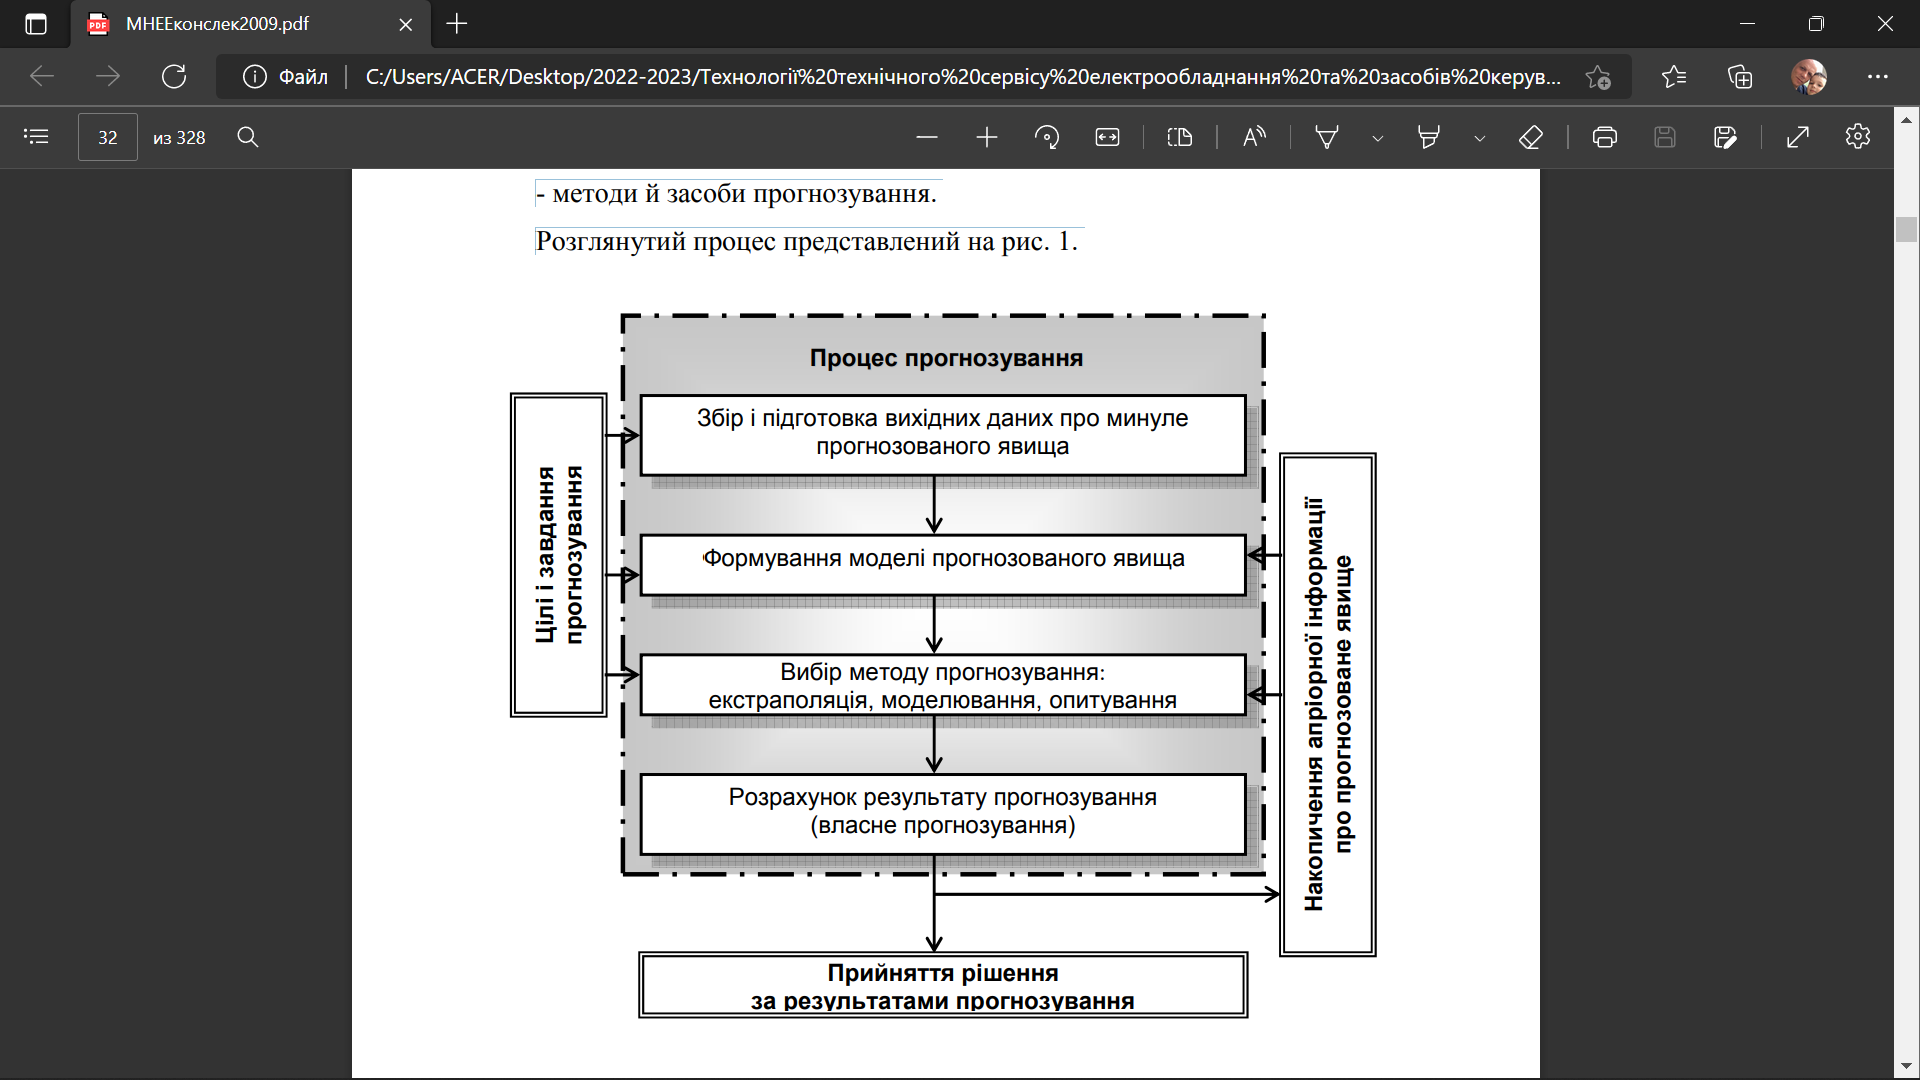 МНЕЕконслек2009.pdf
Файл
C:/Users/ACER/Desktop/2022-2023/Технології%20технічного%20сервісу%20електрообладнання%20та%20засобів%20керув...
32
из 328
- методи й засоби прогнозування.
Розглянутий процес представлений на рис. 1.
Процес прогнозування
Збір і підготовка вихідних даних про минуле
прогнозованого явища
Формування моделі прогнозованого явища
Вибір методу прогнозування:
екстраполяція, моделювання, опитування
Розрахунок результату прогнозування
(власне прогнозування)
Цілі і завдання
прогнозування
Накопичення апріорної інформації
про прогнозоване явище
Прийняття рішення
за результатами прогнозування